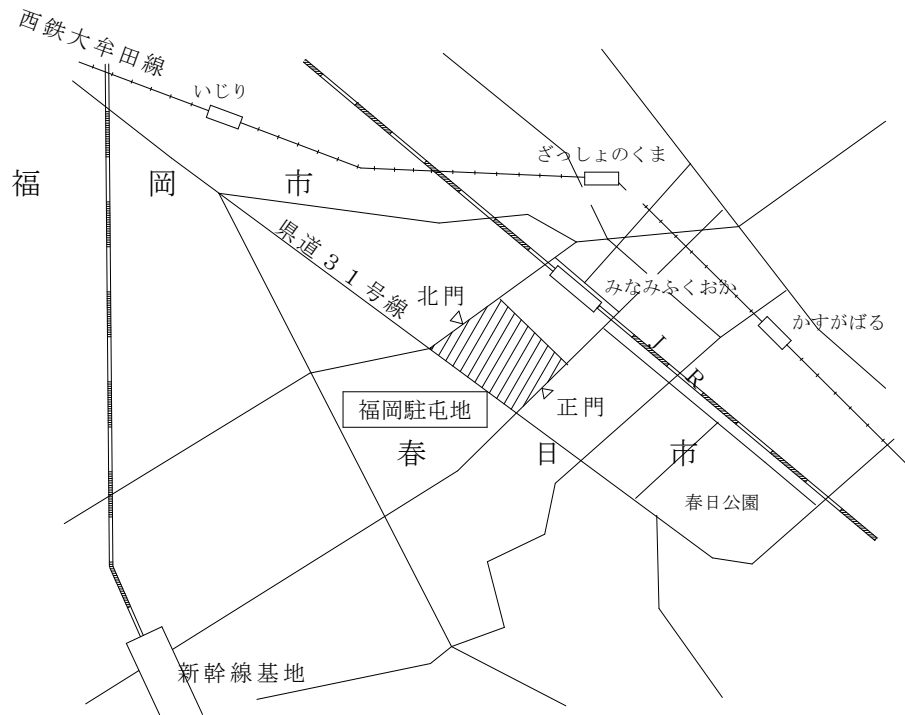 西鉄大牟田線
いじり
ざっしょのくま
福岡市
県道３１号線
みなみふくおか
北門
かすがばる
ＪＲ
正門
福岡駐屯地
春日市
春日公園
新幹線基地